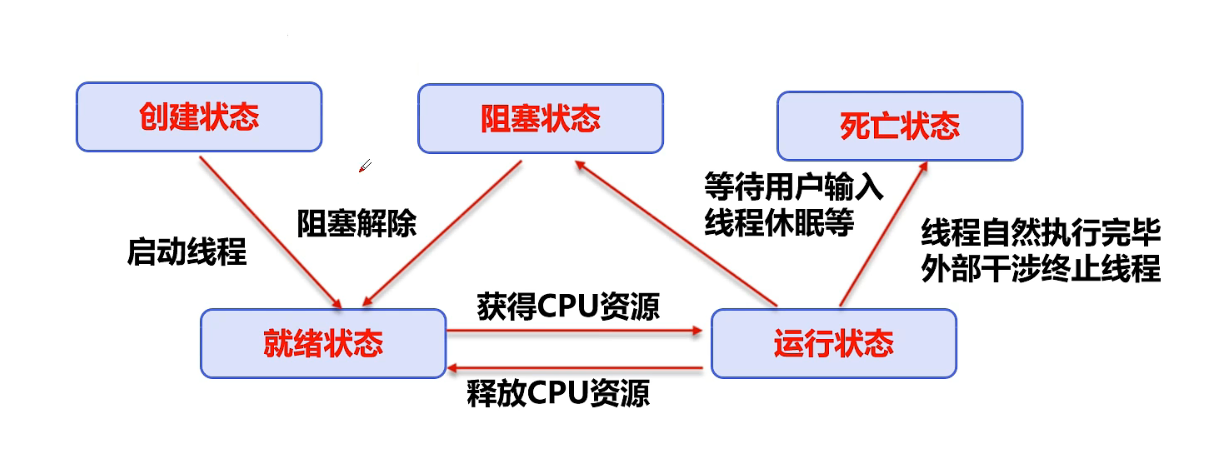 创建状态
阻塞状态
死亡状态
等待用户输入
线程休眠等
阻塞解除
启动线程
线程自然执行完毕
外部干涉终止线程
获得CPU资源
就绪状态
运行状态
释放CPU资源